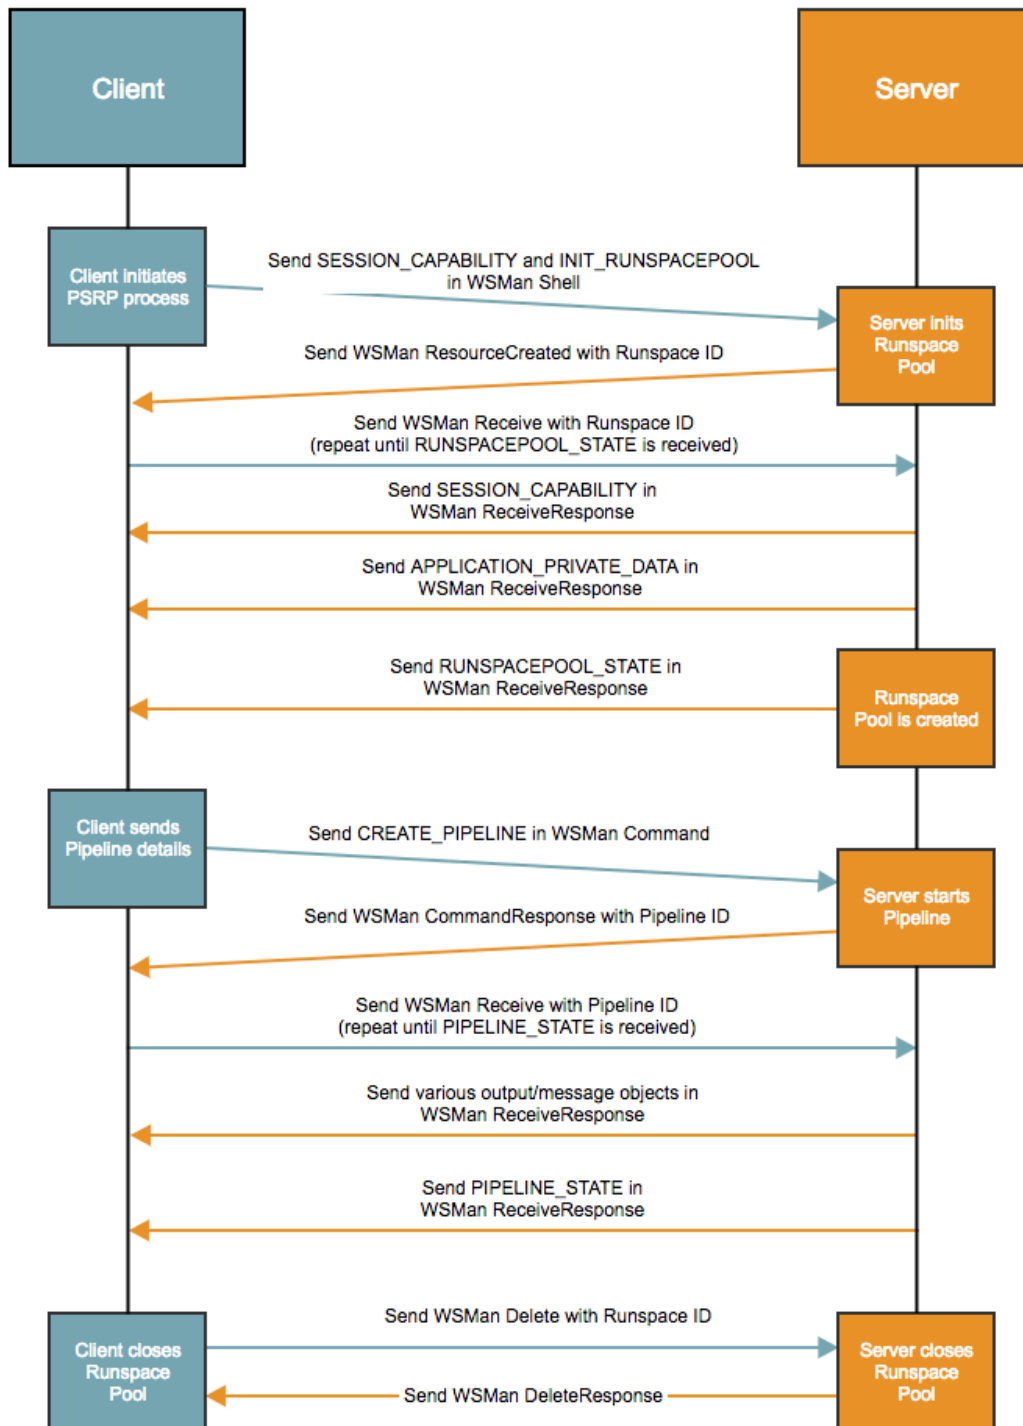 Client
Server
Client initiates
PSRP process
Send SESSION_CAPABILITY and INIT_RUNSPACEPOOL
in WSMan Shell
Server inits
Runspace
Pool
Send WSMan ResourceCreated with Runspace ID
Send WSMan Receive with Runspace ID
(repeat until RUNSPACEPOOL_STATE is received)
Send SESSION_CAPABILITY in
WSMan ReceiveResponse
Send APPLICATION_PRIVATE_DATA in
WSMan ReceiveResponse
Send RUNSPACEPOOL_STATE in
WSMan ReceiveResponse
Runspace
Pool is created
Client sends
Pipeline details
Send CREATE_PIPELINE in WSMan Command
Server starts
Pipeline
Send WSMan CommandResponse with Pipeline ID
Send WSMan Receive with Pipeline ID
(repeat until PIPELINE_STATE is received)
Send various output/message objects in
WSMan ReceiveResponse
Send PIPELINE_STATE in
WSMan ReceiveResponse
Client closes
Runspace
Pool
Send WSMan Delete with Runspace ID
Server closes
Runspace
Pool
Send WSMan DeleteResponse